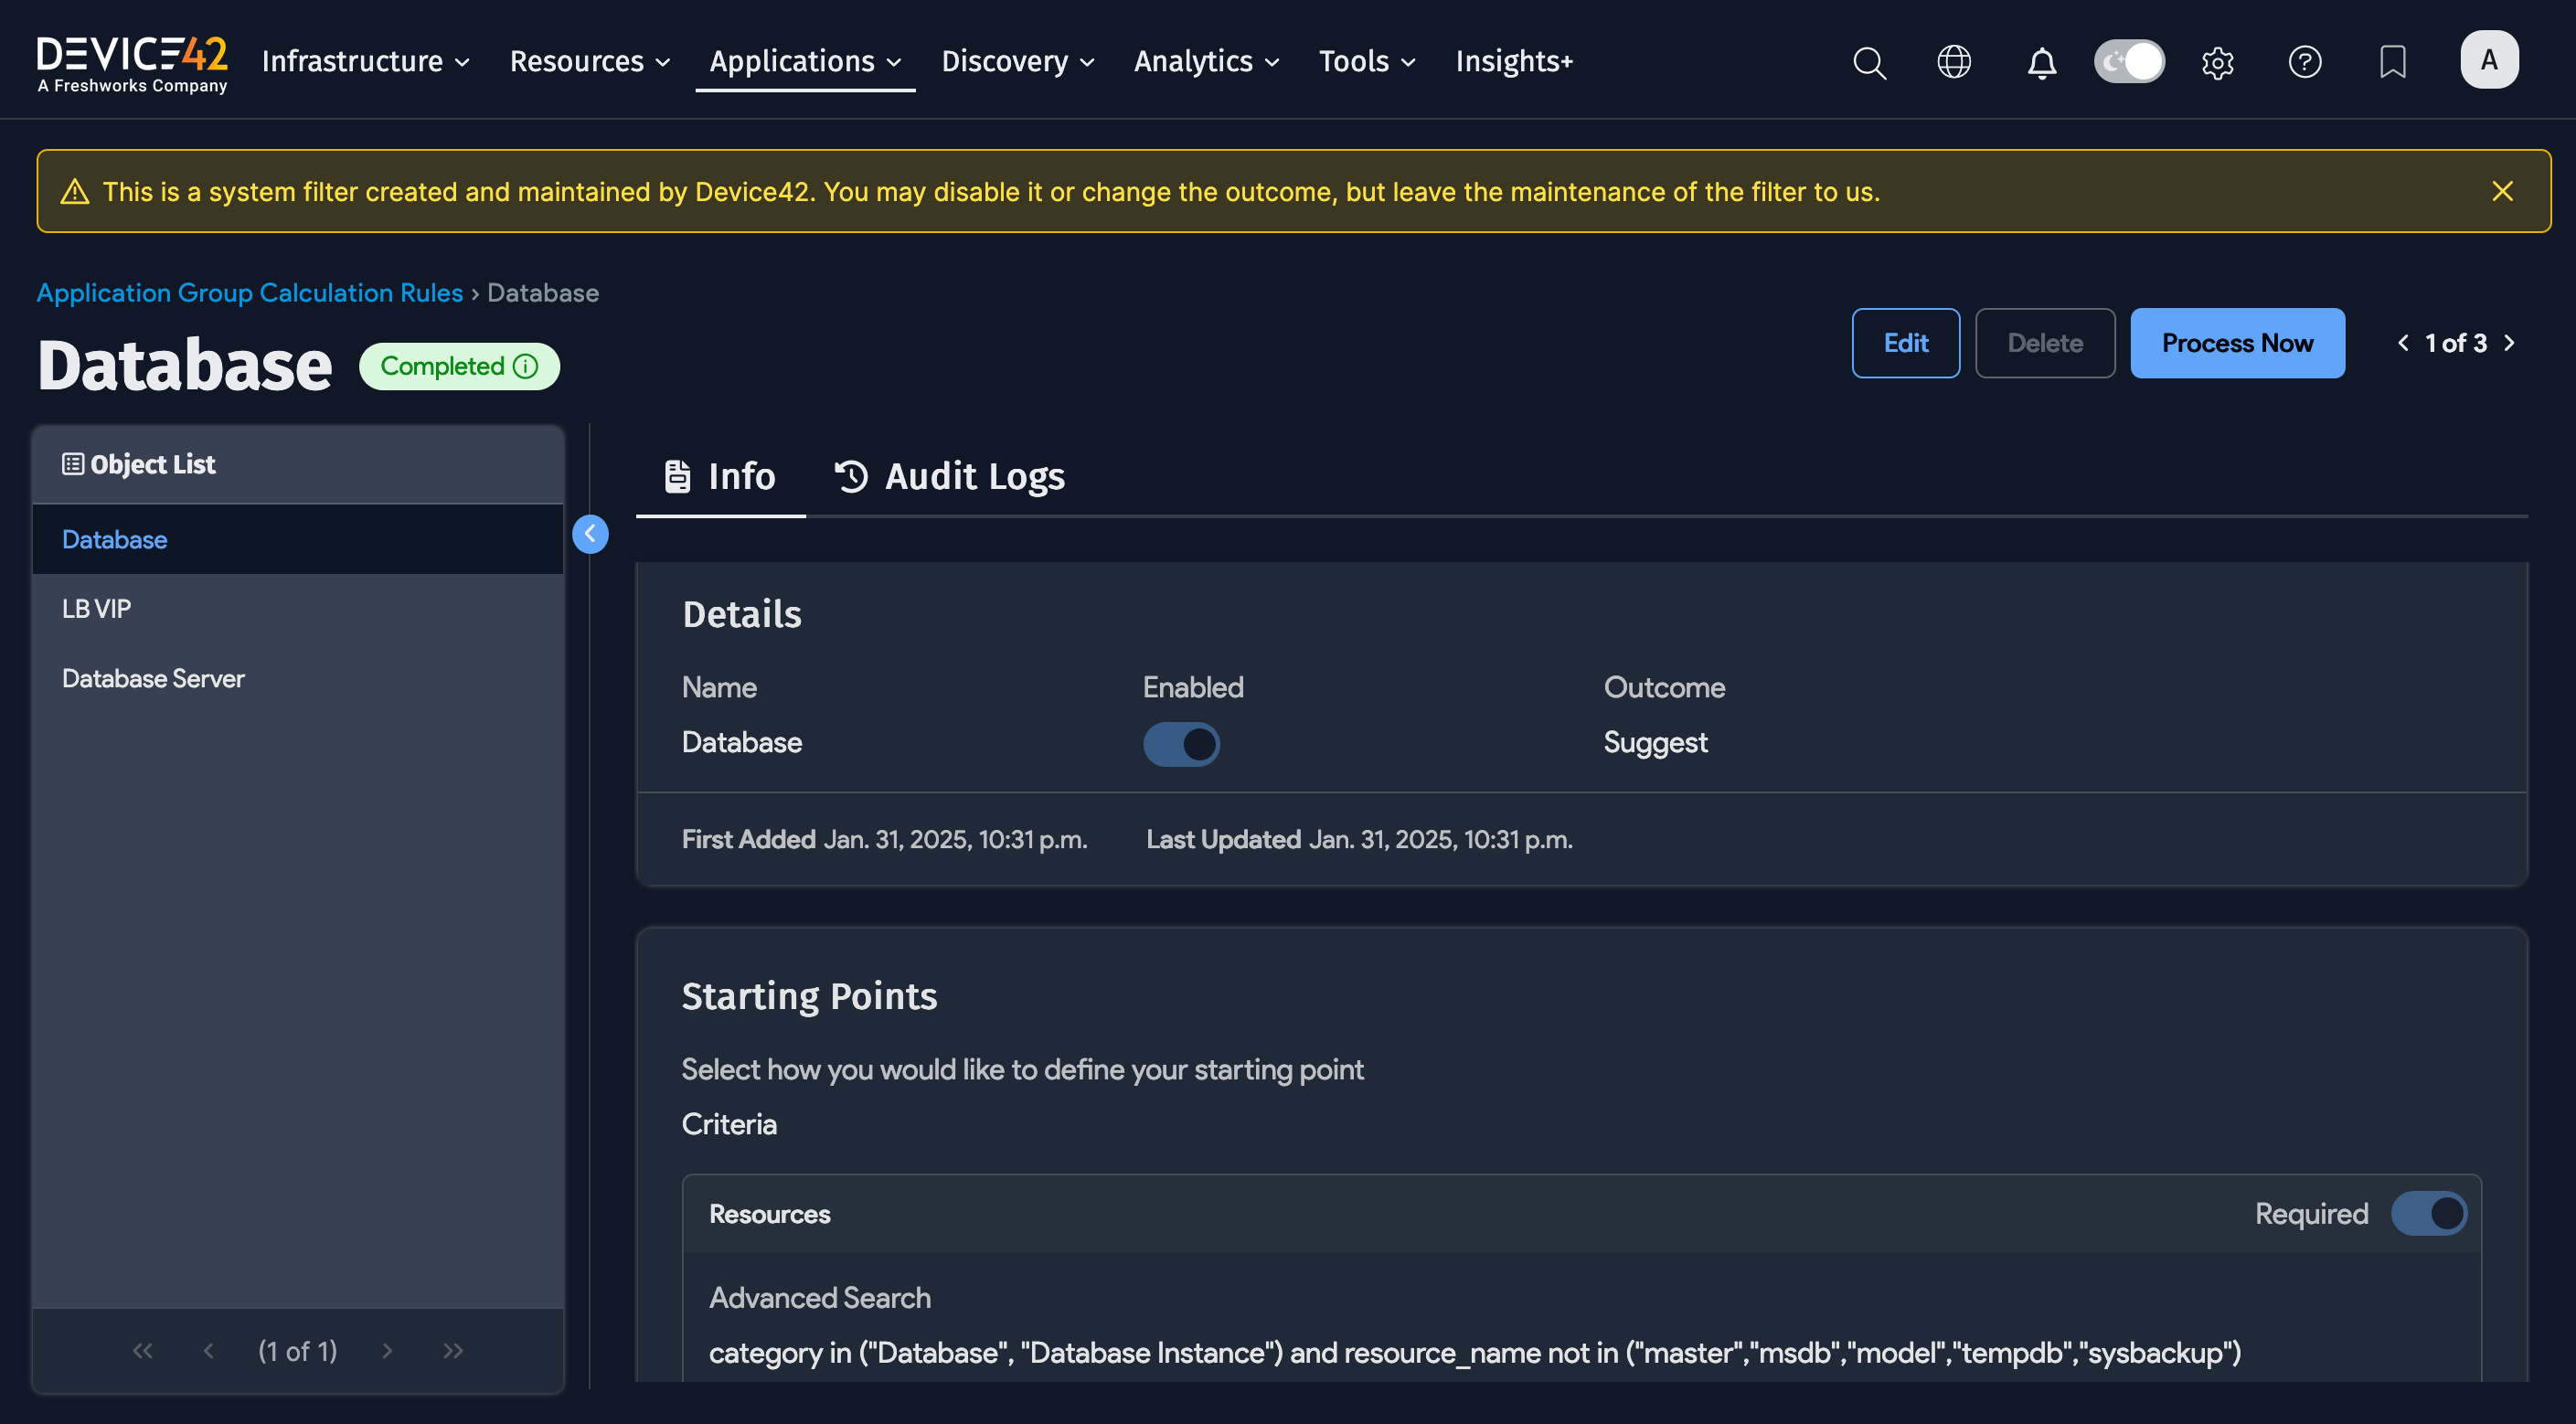 DEVICE42
A Freshworks Company
Infrastructure
Resources
Applications
Discovery
Analytics
Tools
Insights+
A
This is a system filter created and maintained by Device42. You may disable it or change the outcome, but leave the maintenance of the filter to us.
Application Group Calculation Rules › Database
Database
Completed
Edit
Delete
Process Now
1 of 3
Object List
Database
LB VIP
Database Server
(1 of 1)
Info
Audit Logs
Details
Name
Enabled
Outcome
Database
Suggest
First Added Jan. 31, 2025, 10:31 p.m.
Last Updated Jan. 31, 2025, 10:31 p.m.
Starting Points
Select how you would like to define your starting point
Criteria
Resources
Required
Advanced Search
category in ("Database", "Database Instance") and resource_name not in ("master","msdb","model","tempdb","sysbackup")